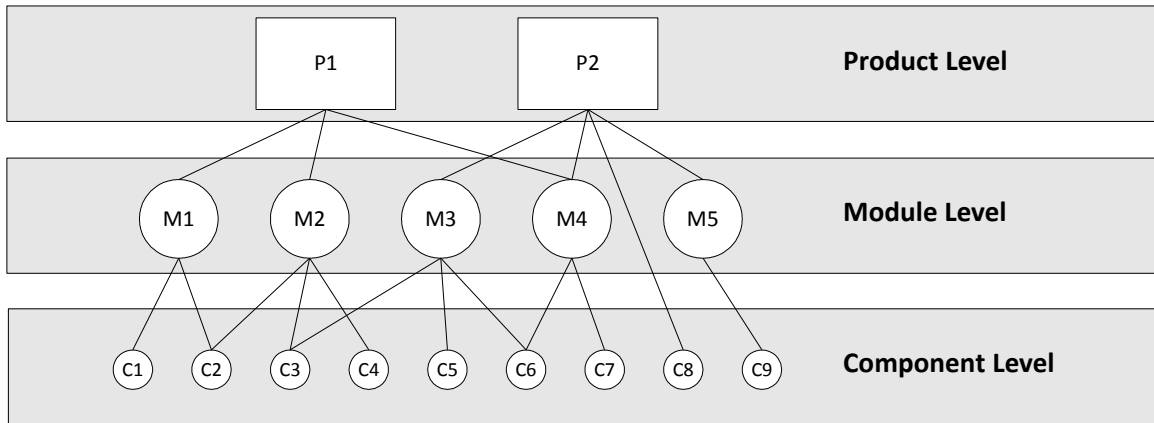 P1
P2
Product Level
M1
M2
M3
M4
M5
Module Level
C1
C2
C3
C4
C5
C6
C7
C8
C9
Component Level